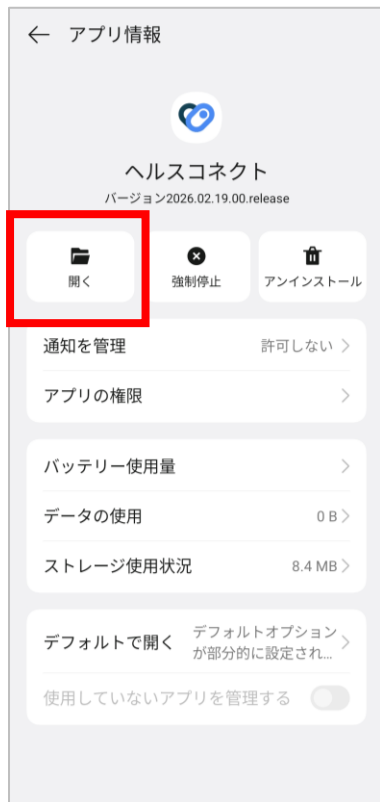 アプリ情報
ヘルスコネクト
バージョン2026.02.19.00.release
開く
強制停止
アンインストール
通知を管理 許可しない
アプリの権限
バッテリー使用量
データの使用 0 B
ストレージ使用状況 8.4 MB
デフォルトで開く デフォルトオプション
が部分的に設定され...
使用していないアプリを管理する